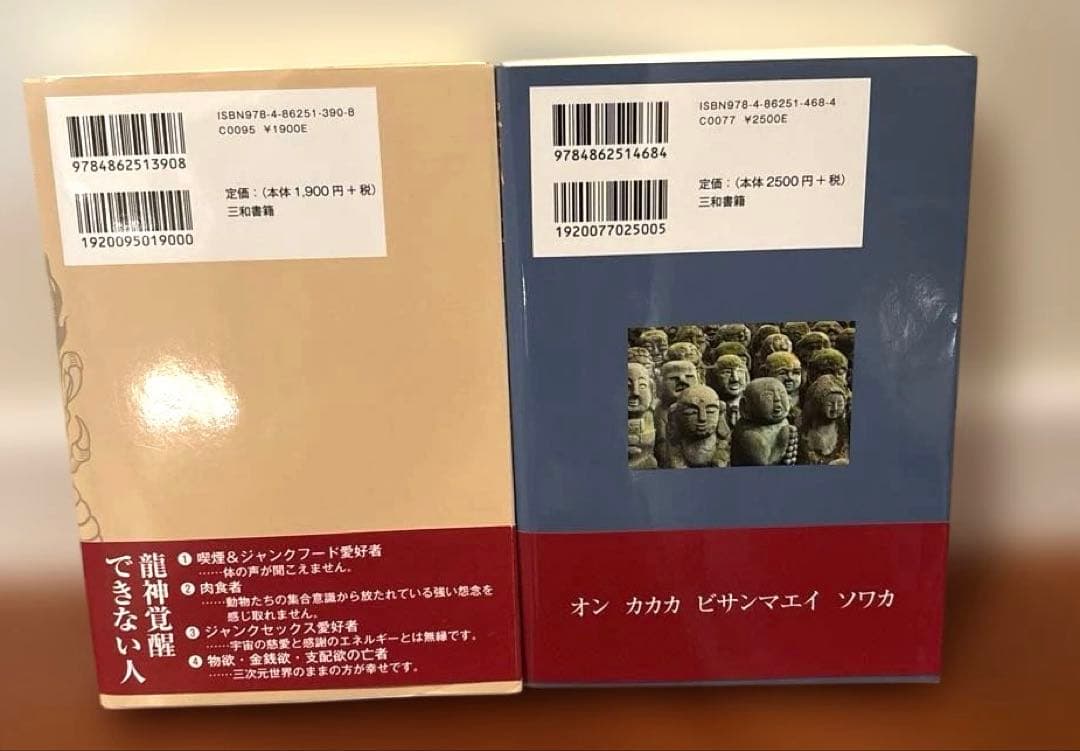 ISBN978-4-86251-390-8
C0095 ¥1900E
9784862513908
定価:(本体1,900円+税)
三和書籍
1920095019000
龍神覚醒
できない人
❶ 喫煙&ジャンクフード愛好者
……体の声が聞こえません。
❷ 肉食者
……動物たちの集合意識から放たれている強い怨念を
感じ取れません。
❸ ジャンクセックス愛好者
……宇宙の慈愛と感謝のエネルギーとは無縁です。
❹ 物欲・金銭欲・支配欲の亡者
……三次元世界のままの方が幸せです。
ISBN978-4-86251-468-4
C0077 ¥2500E
9784862514684
定価:(本体2500円+税)
三和書籍
1920077025005
オン カカカ ビサンマエイ ソワカ